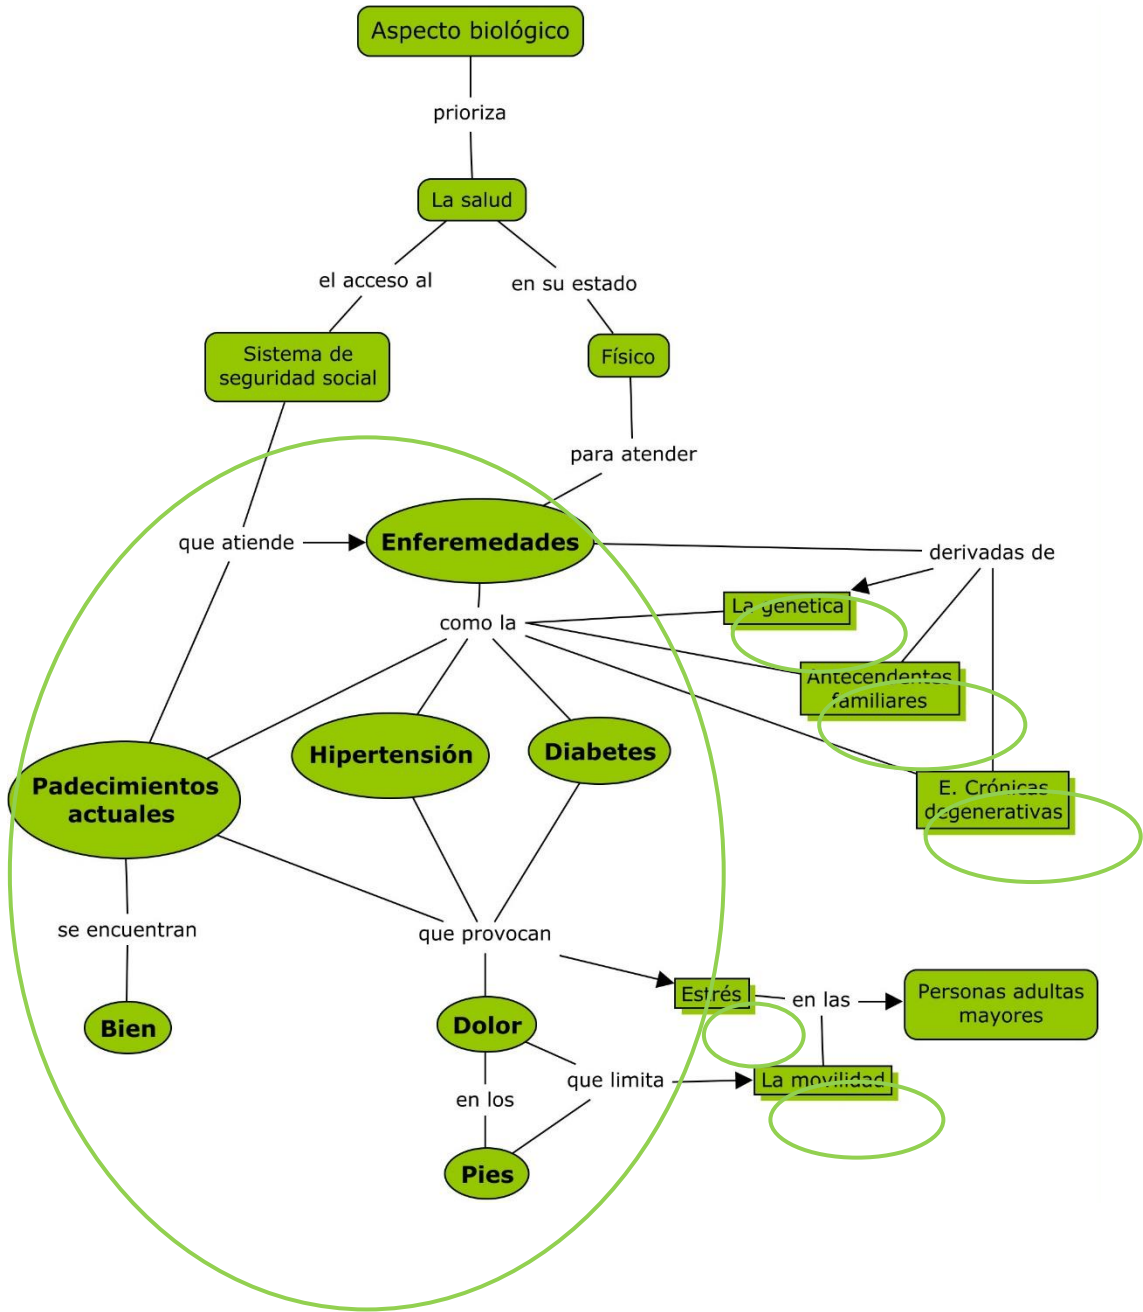 Aspecto biológico
prioriza
La salud
el acceso al
en su estado
Sistema de
seguridad social
Físico
para atender
que atiende
Enferemedades
derivadas de
como la
La genetica
Antecendentes
familiares
Hipertensión
Diabetes
Padecimientos
actuales
E. Crónicas
degenerativas
se encuentran
que provocan
Estrés
en las
Personas adultas
mayores
Bien
Dolor
que limita
La movilidad
en los
Pies